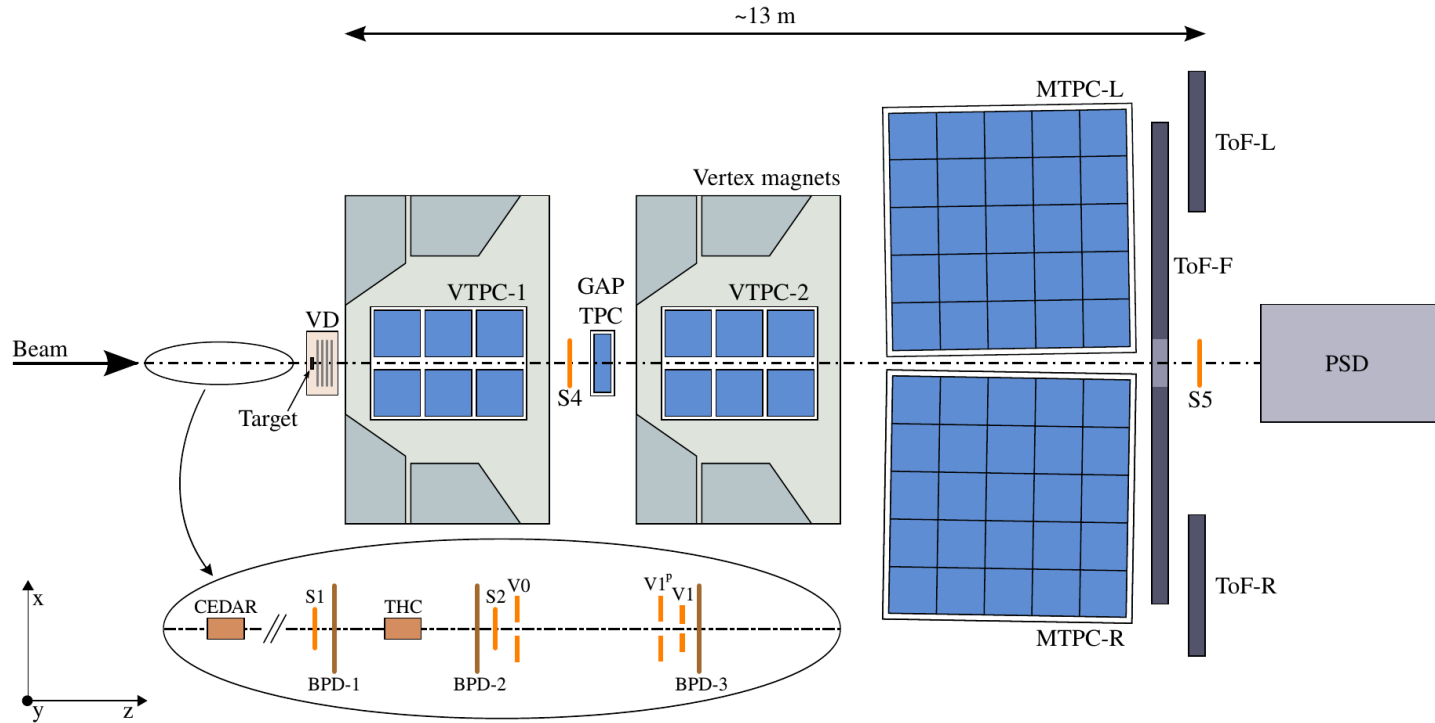 ~13 m
MTPC-L
ToF-L
Vertex magnets
ToF-F
GAP
TPC
VTPC-1
VTPC-2
VD
Beam
PSD
Target
S4
S5
ToF-R
MTPC-R
x
y
z
CEDAR
S1
THC
S2
V0
V1p
V1
BPD-1
BPD-2
BPD-3